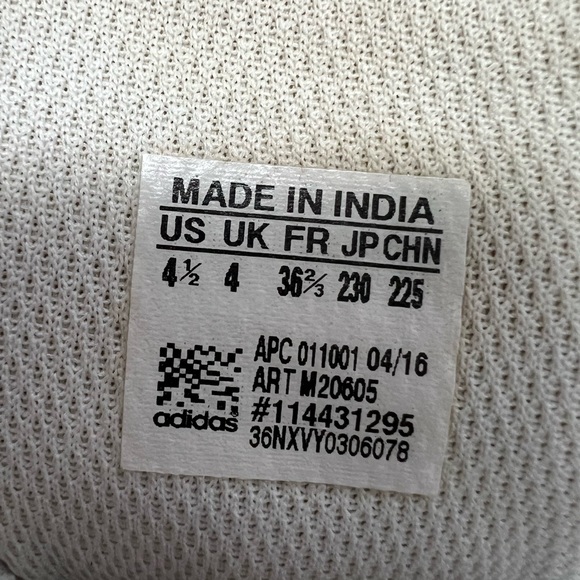 MADE IN INDIA
US UK FR JP CHN
4½ 4 36⅔ 230 225
APC 011001 04/16
ART M20605
#114431295
adidas
36NXVY0306078